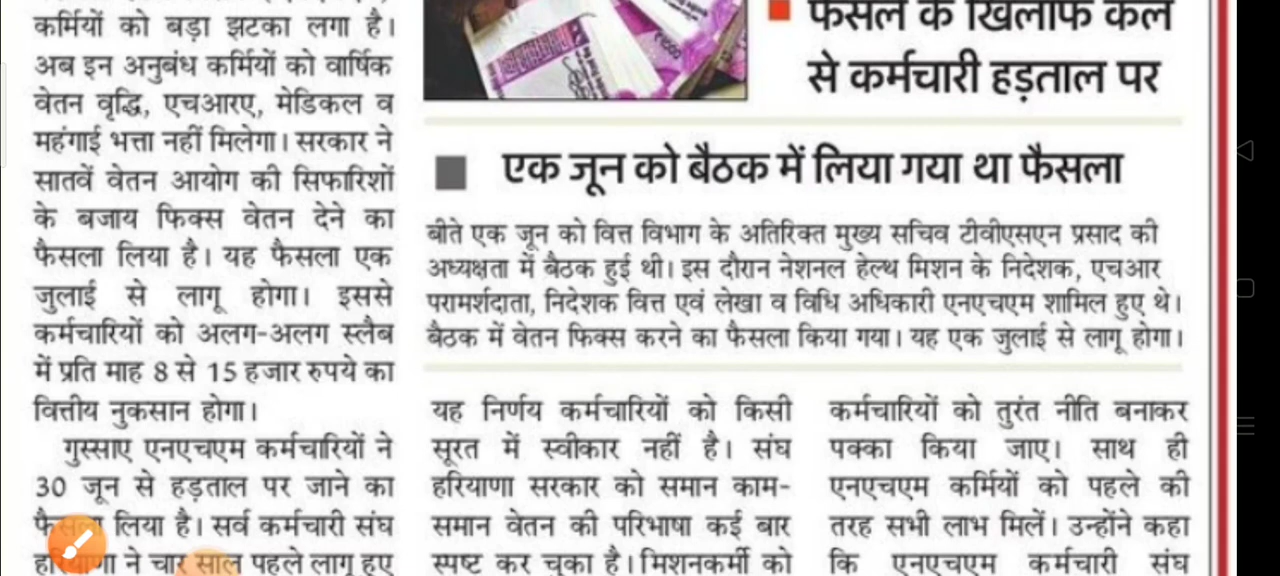 कर्मियों को बड़ा झटका लगा है।
अब इन अनुबंध कर्मियों को वार्षिक
वेतन वृद्धि, एचआरए, मेडिकल व
महंगाई भत्ता नहीं मिलेगा। सरकार ने
सातवें वेतन आयोग की सिफारिशों
के बजाय फिक्स वेतन देने का
फैसला लिया है। यह फैसला एक
जुलाई से लागू होगा। इससे
कर्मचारियों को अलग-अलग स्लैब
में प्रति माह 8 से 15 हजार रुपये का
वित्तीय नुकसान होगा।
गुस्साए एनएचएम कर्मचारियों ने
30 जून से हड़ताल पर जाने का
फैसला लिया है। सर्व कर्मचारी संघ
हरियाणा ने चार साल पहले लागू हुए
फैसले के खिलाफ कल
से कर्मचारी हड़ताल पर
एक जून को बैठक में लिया गया था फैसला
बीते एक जून को वित्त विभाग के अतिरिक्त मुख्य सचिव टीवीएसएन प्रसाद की
अध्यक्षता में बैठक हुई थी। इस दौरान नेशनल हेल्थ मिशन के निदेशक, एचआर
परामर्शदाता, निदेशक वित्त एवं लेखा व विधि अधिकारी एनएचएम शामिल हुए थे।
बैठक में वेतन फिक्स करने का फैसला किया गया। यह एक जुलाई से लागू होगा।
यह निर्णय कर्मचारियों को किसी
सूरत में स्वीकार नहीं है। संघ
हरियाणा सरकार को समान काम-
समान वेतन की परिभाषा कई बार
स्पष्ट कर चुका है। मिशनकर्मी को
कर्मचारियों को तुरंत नीति बनाकर
पक्का किया जाए। साथ ही
एनएचएम कर्मियों को पहले की
तरह सभी लाभ मिलें। उन्होंने कहा
कि एनएचएम कर्मचारी संघ